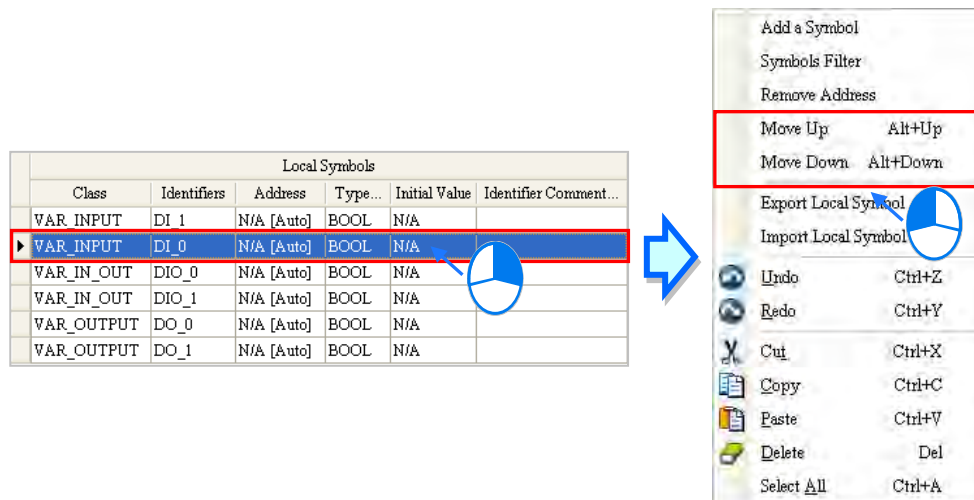 Local Symbols
Class Identifiers Address Type... Initial Value Identifier Comment...
VAR_INPUT DI_1 N/A [Auto] BOOL N/A
VAR_INPUT DI_0 N/A [Auto] BOOL N/A
VAR_IN_OUT DIO_0 N/A [Auto] BOOL N/A
VAR_IN_OUT DIO_1 N/A [Auto] BOOL N/A
VAR_OUTPUT DO_0 N/A [Auto] BOOL N/A
VAR_OUTPUT DO_1 N/A [Auto] BOOL N/A
Add a Symbol
Symbols Filter
Remove Address
Move Up Alt+Up
Move Down Alt+Down
Export Local Symbol
Import Local Symbol
Undo Ctrl+Z
Redo Ctrl+Y
Cut Ctrl+X
Copy Ctrl+C
Paste Ctrl+V
Delete Del
Select All Ctrl+A